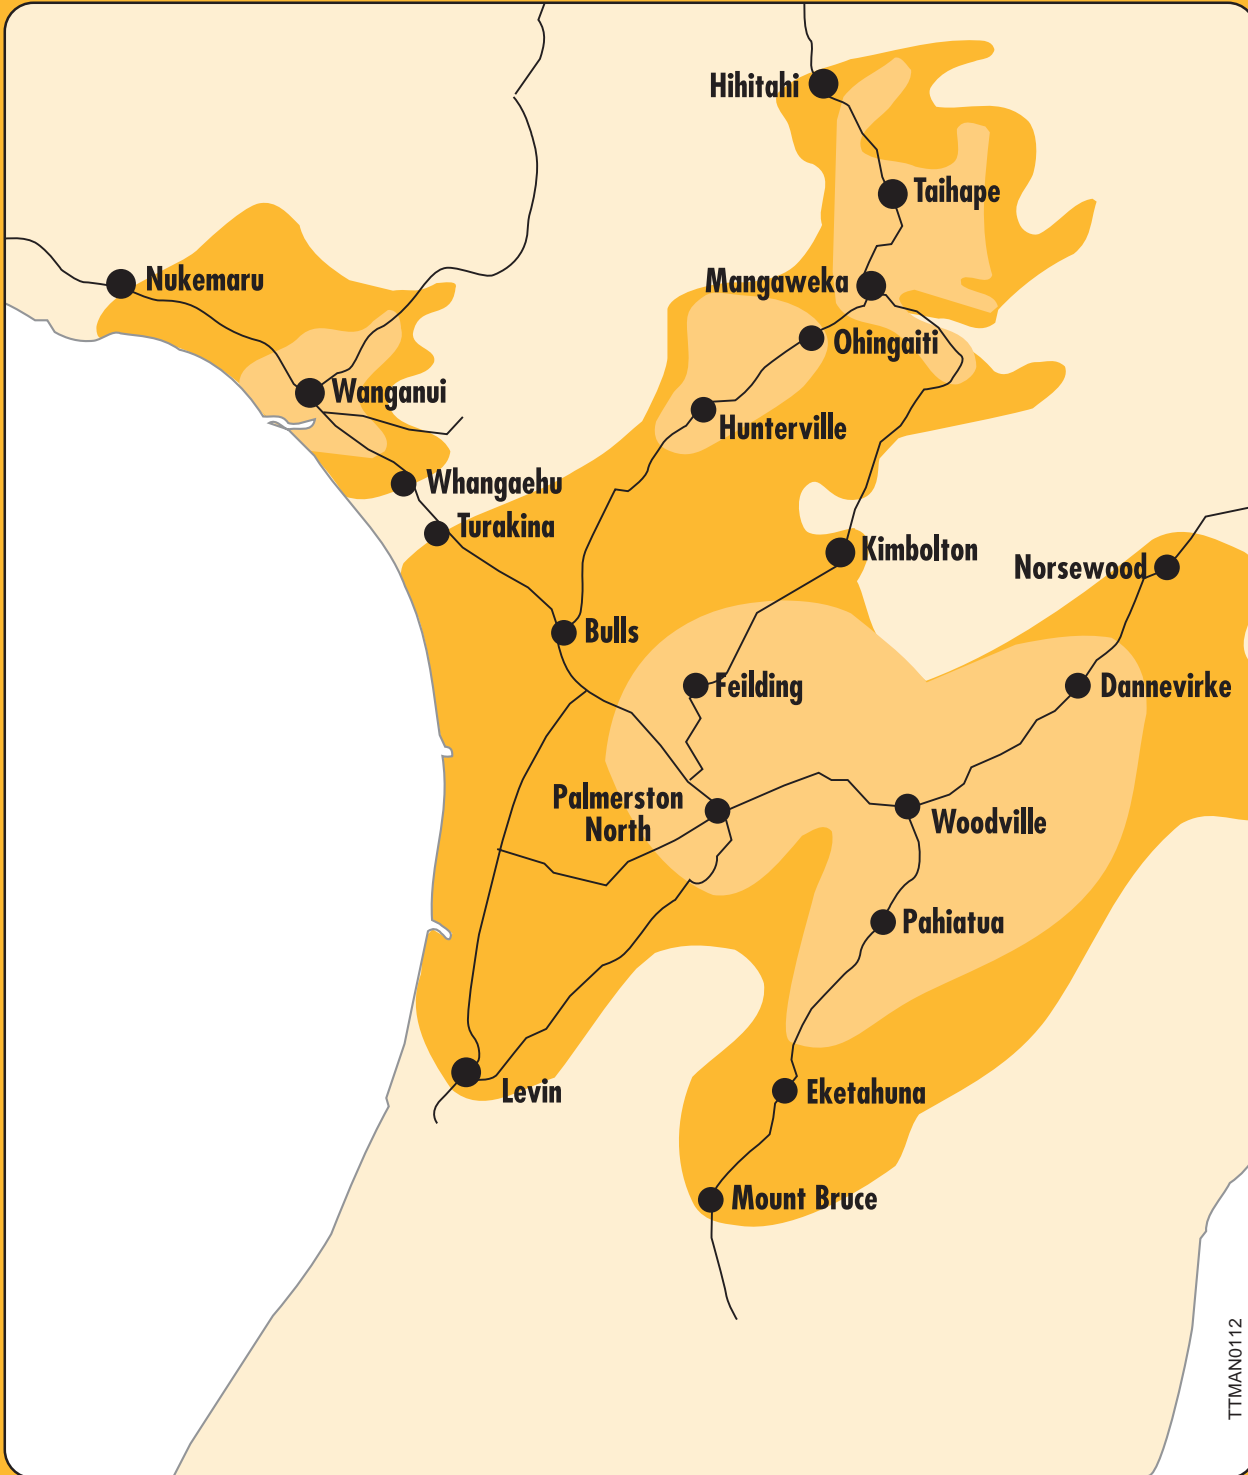 Hihitahi
Taihape
Nukemaru
Mangaweka
Ohingaiti
Wanganui
Hunterville
Whangaehu
Turakina
Kimbolton
Norsewood
Bulls
Feilding
Dannevirke
Palmerston
North
Woodville
Pahiatua
Levin
Eketahuna
Mount Bruce
TTMAN0112